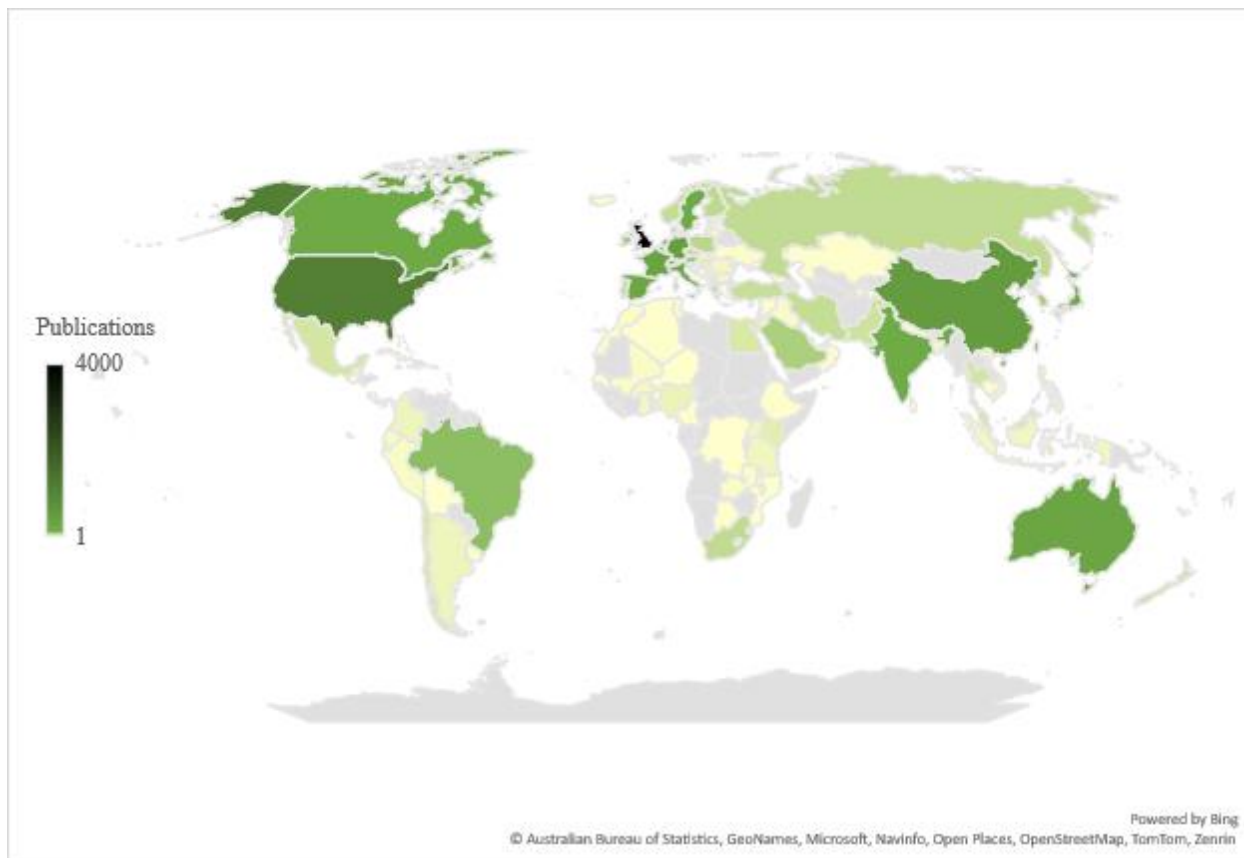 Publications
4000
1
Powered by Bing
© Australian Bureau of Statistics, GeoNames, Microsoft, Navinfo, Open Places, OpenStreetMap, TomTom, Zenrin